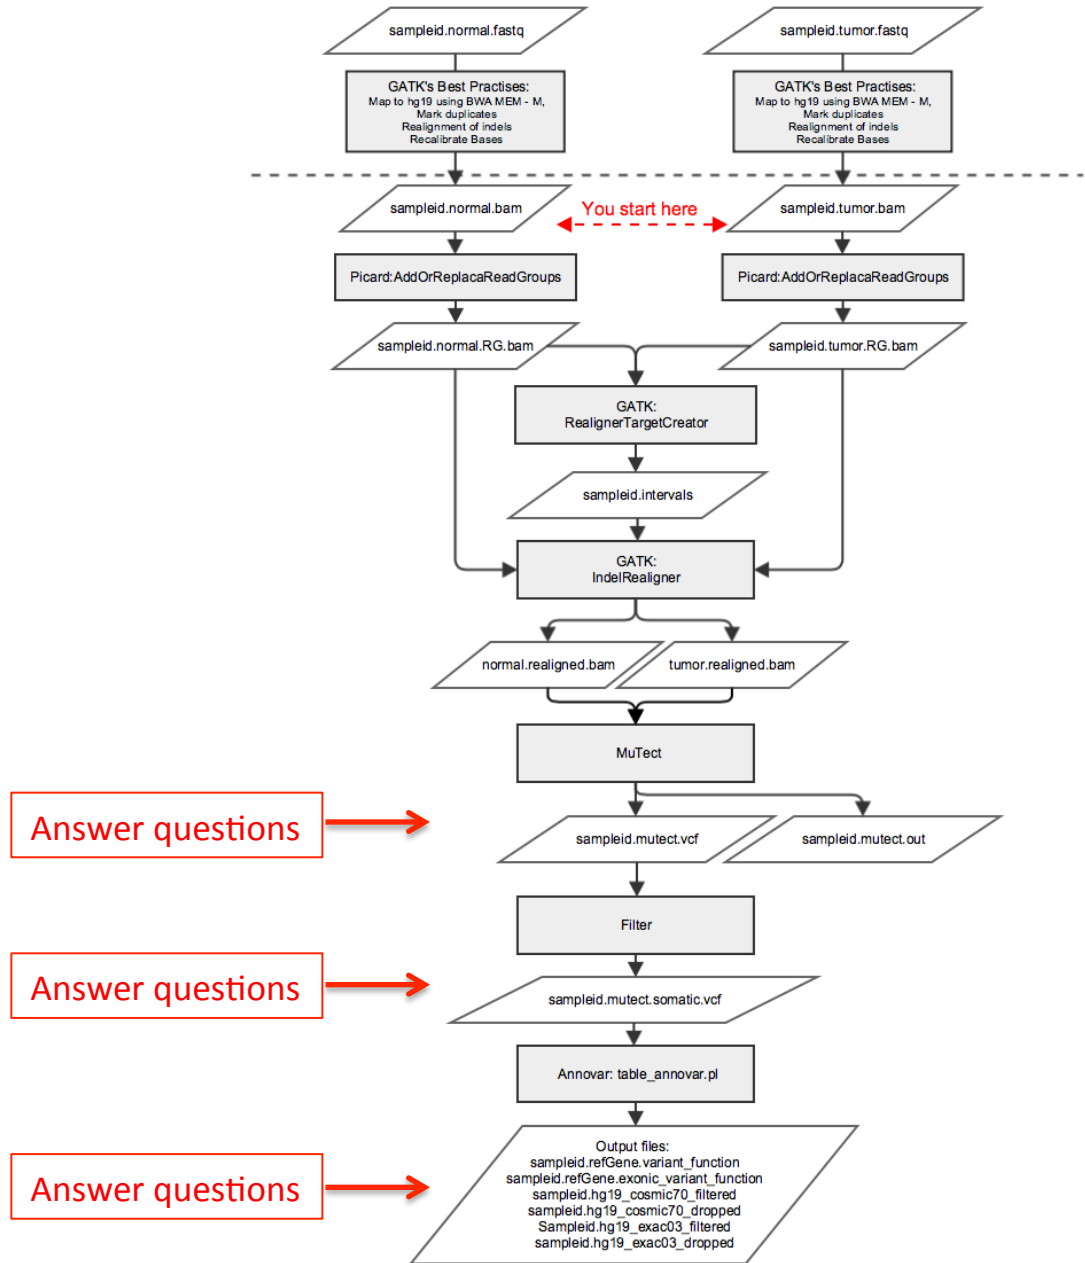 sampleid.normal.fastq
sampleid.tumor.fastq
GATK's Best Practises:
Map to hg19 using BWA MEM - M,
Mark duplicates
Realignment of indels
Recalibrate Bases
GATK's Best Practises:
Map to hg19 using BWA MEM - M,
Mark duplicates
Realignment of indels
Recalibrate Bases
sampleid.normal.bam
You start here
sampleid.tumor.bam
Picard:AddOrReplacaReadGroups
Picard:AddOrReplacaReadGroups
sampleid.normal.RG.bam
sampleid.tumor.RG.bam
GATK:
RealignerTargetCreator
sampleid.intervals
GATK:
IndelRealigner
normal.realigned.bam
tumor.realigned.bam
MuTect
Answer questions
sampleid.mutect.vcf
sampleid.mutect.out
Filter
Answer questions
sampleid.mutect.somatic.vcf
Annovar: table_annovar.pl
Answer questions
Output files:
sampleid.refGene.variant_function
sampleid.refGene.exonic_variant_function
sampleid.hg19_cosmic70_filtered
sampleid.hg19_cosmic70_dropped
Sampleid.hg19_exac03_filtered
sampleid.hg19_exac03_dropped